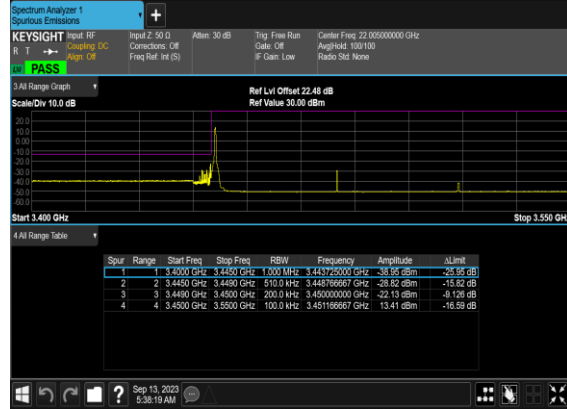 Spectrum Analyzer 1
Spurious Emissions
+
KEYSIGHT Input: RF Input Z: 50 Ω Atten: 30 dB Trig: Free Run Center Freq: 22.005000000 GHz
R T Coupling: DC Corrections: Off Gate: Off Avg|Hold: 100/100
Align: Off Freq Ref: Int (S) IF Gain: Low Radio Std: None
PASS
3 All Range Graph
Ref Lvl Offset 22.48 dB
Scale/Div 10.0 dB Ref Value 30.00 dBm
20.0
10.0
0.00
-10.0
-20.0
-30.0
-40.0
-50.0
-60.0
Start 3.400 GHz Stop 3.550 GH
4 All Range Table
Spur Range Start Freq Stop Freq RBW Frequency Amplitude ΔLimit
1 1 3.4000 GHz 3.4450 GHz 1.000 MHz 3.443725000 GHz -38.95 dBm -25.95 dB
2 2 3.4450 GHz 3.4490 GHz 510.0 kHz 3.448766667 GHz -28.82 dBm -15.82 dB
3 3 3.4490 GHz 3.4500 GHz 200.0 kHz 3.450000000 GHz -22.13 dBm -9.126 dB
4 4 3.4500 GHz 3.5500 GHz 100.0 kHz 3.451166667 GHz 13.41 dBm -16.59 dB
? Sep 13, 2023
5:38:19 AM